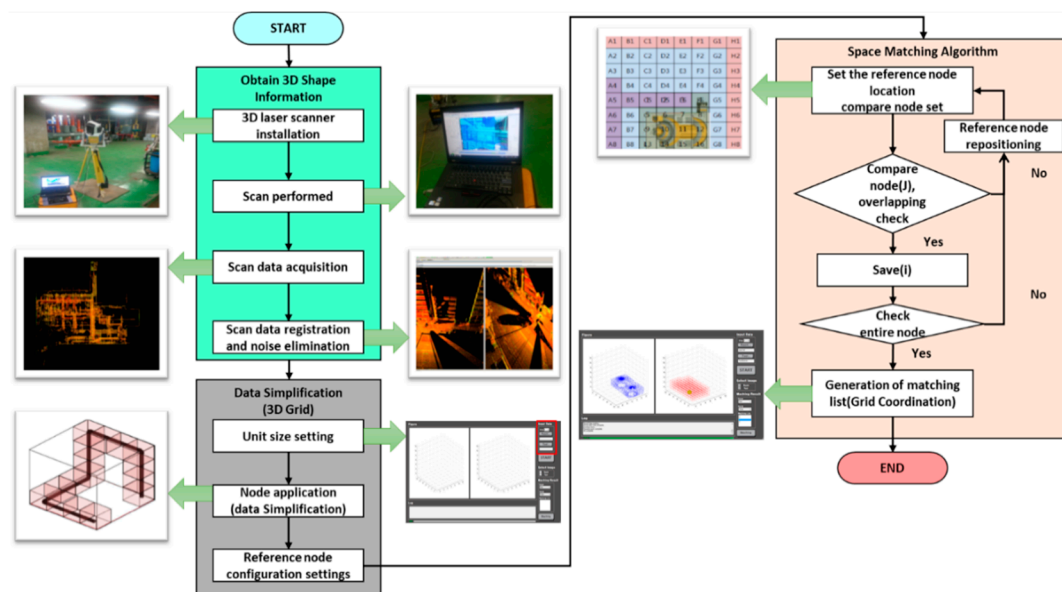 START
Obtain 3D Shape
Information
3D laser scanner
installation
Scan performed
Scan data acquisition
Scan data registration
and noise elimination
Data Simplification
(3D Grid)
Unit size setting
Node application
(data Simplification)
Reference node
configuration settings
A1 B1 C1 D1 E1 F1 G1 H1
A2 B2 C2 D2 E2 F2 G2 H2
A3 B3 C3 D3 E3 F3 G3 H3
A4 B4 C4 D4 E4 F4 G4 H4
A5 B5 G5 H5
A6 B6 G6 H6
A7 B7 G7 H7
A8 B8 G8 H8
Space Matching Algorithm
Set the reference node
location
compare node set
Reference node
repositioning
Compare
node(J),
overlapping
check
No
Yes
Save(i)
No
Check
entire node
Yes
Generation of matching
list(Grid Coordination)
START
END